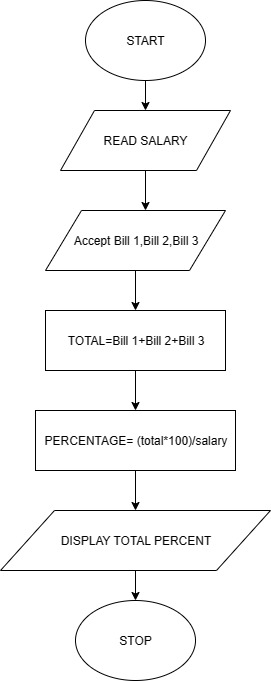 START
READ SALARY
Accept Bill 1,Bill 2,Bill 3
TOTAL=Bill 1+Bill 2+Bill 3
PERCENTAGE= (total*100)/salary
DISPLAY TOTAL PERCENT
STOP